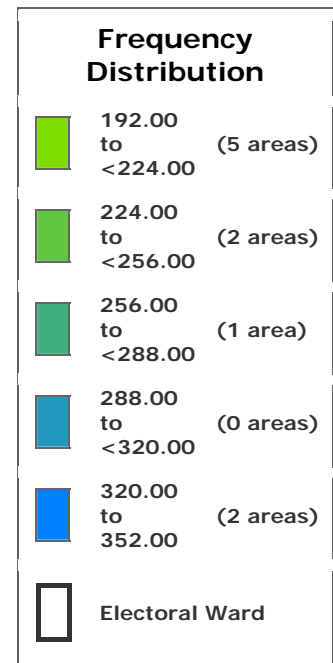 Frequency
Distribution
192.00
to (5 areas)
<224.00
224.00
to (2 areas)
<256.00
256.00
to (1 area)
<288.00
288.00
to (0 areas)
<320.00
320.00
to (2 areas)
352.00
Electoral Ward